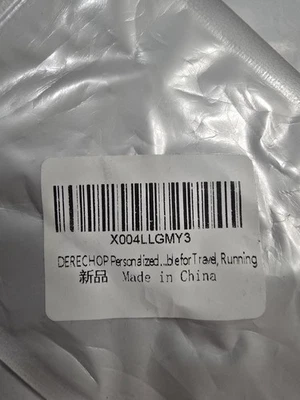 X004LLGMY3
DERECHOP Personalized...ble for Travel, Running
新品 Made in China